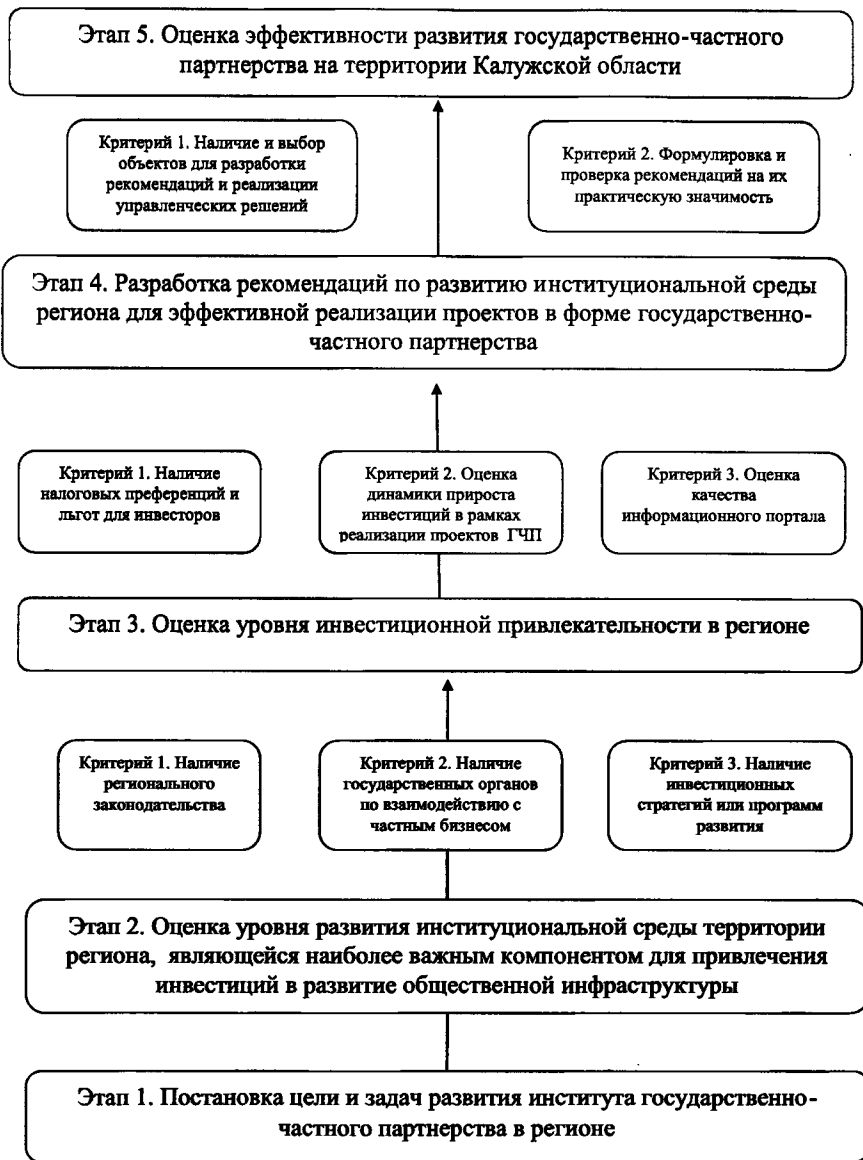 Этап 5. Оценка эффективности развития государственно-частного
партнерства на территории Калужской области
Критерий 1. Наличие и выбор
объектов для разработки
рекомендаций и реализации
управленческих решений
Критерий 2. Формулировка и
проверка рекомендаций на их
практическую значимость
Этап 4. Разработка рекомендаций по развитию институциональной среды
региона для эффективной реализации проектов в форме государственно-
частного партнерства
Критерий 1. Наличие
налоговых преференций и
льгот для инвесторов
Критерий 2. Оценка
динамики прироста
инвестиций в рамках
реализации проектов ГЧП
Критерий 3. Оценка
качества
информационного портала
Этап 3. Оценка уровня инвестиционной привлекательности в регионе
Критерий 1. Наличие
регионального
законодательства
Критерий 2. Наличие
государственных органов
по взаимодействию с
частным бизнесом
Критерий 3. Наличие
инвестиционных
стратегий или программ
развития
Этап 2. Оценка уровня развития институциональной среды территории
региона, являющейся наиболее важным компонентом для привлечения
инвестиций в развитие общественной инфраструктуры
Этап 1. Постановка цели и задач развития института государственно-
частного партнерства в регионе